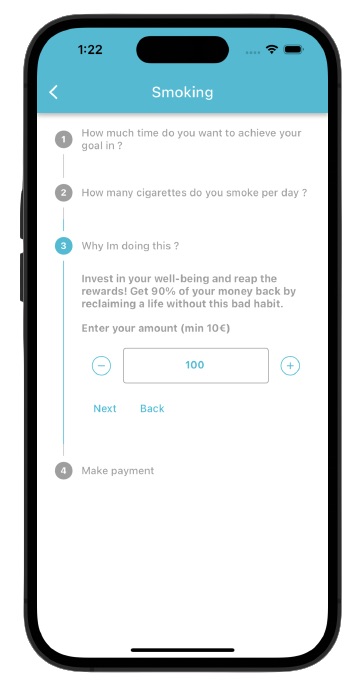 1:22
Smoking
1
How much time do you want to achieve your
goal in ?
2
How many cigarettes do you smoke per day ?
3
Why Im doing this ?
Invest in your well-being and reap the
rewards! Get 90% of your money back by
reclaiming a life without this bad habit.
Enter your amount (min 10€)
− 100 +
Next Back
4
Make payment